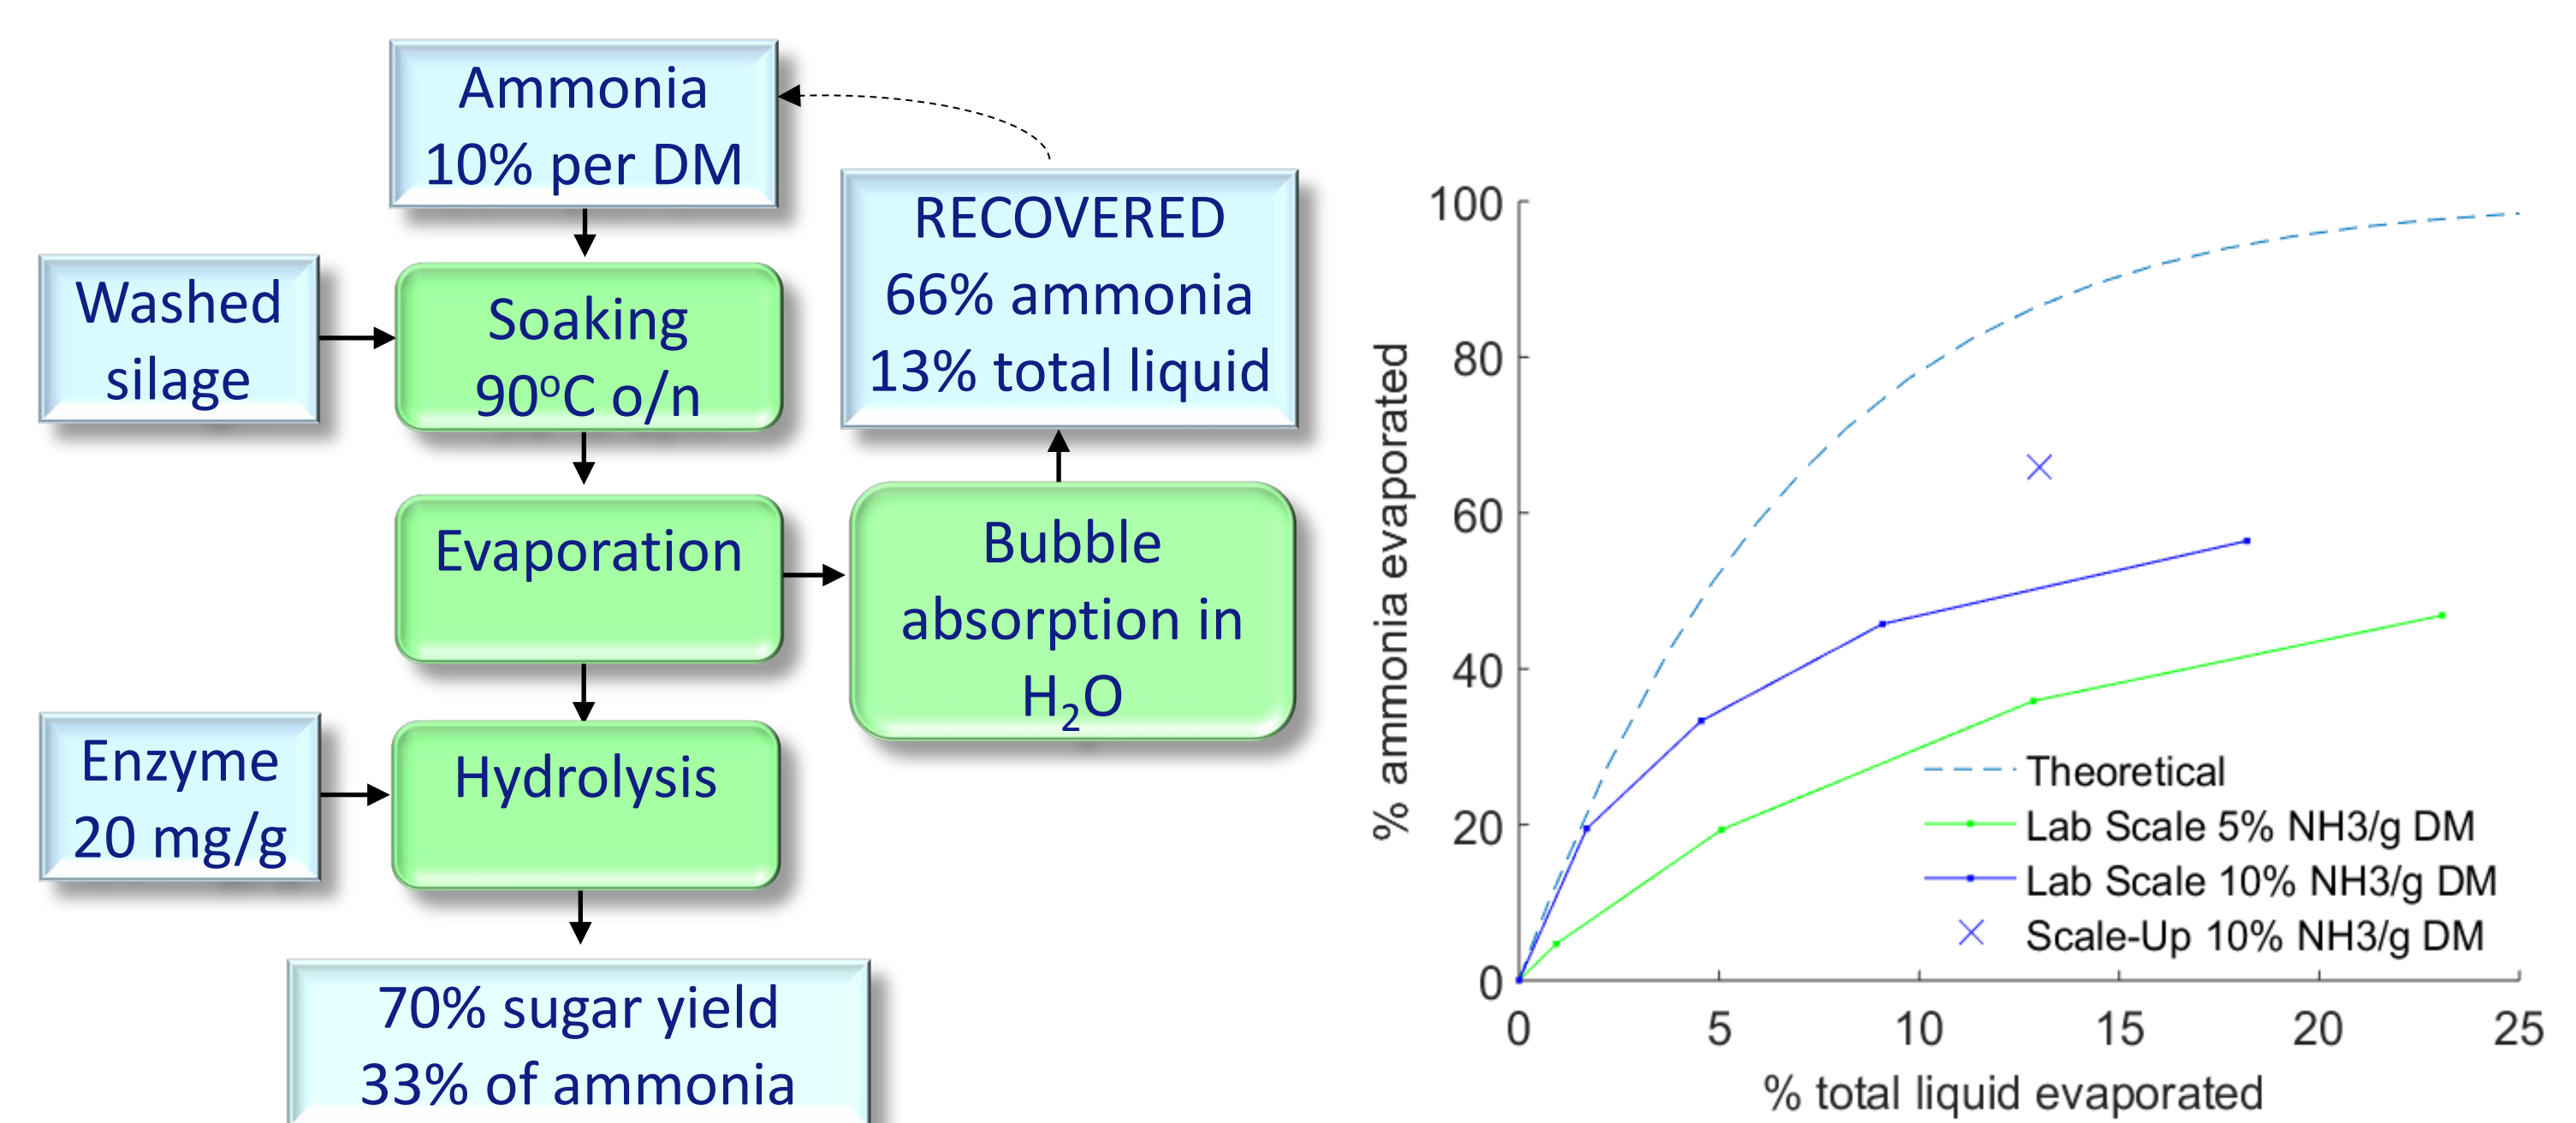 Ammonia
10% per DM
Washed
silage
Soaking
90⁰C o/n
RECOVERED
66% ammonia
13% total liquid
Evaporation
Bubble
absorption in
H₂O
Enzyme
20 mg/g
Hydrolysis
70% sugar yield
33% of ammonia
% ammonia evaporated
100
80
60
40
20
0
0 5 10 15 20 25
% total liquid evaporated
Theoretical
Lab Scale 5% NH3/g DM
Lab Scale 10% NH3/g DM
Scale-Up 10% NH3/g DM